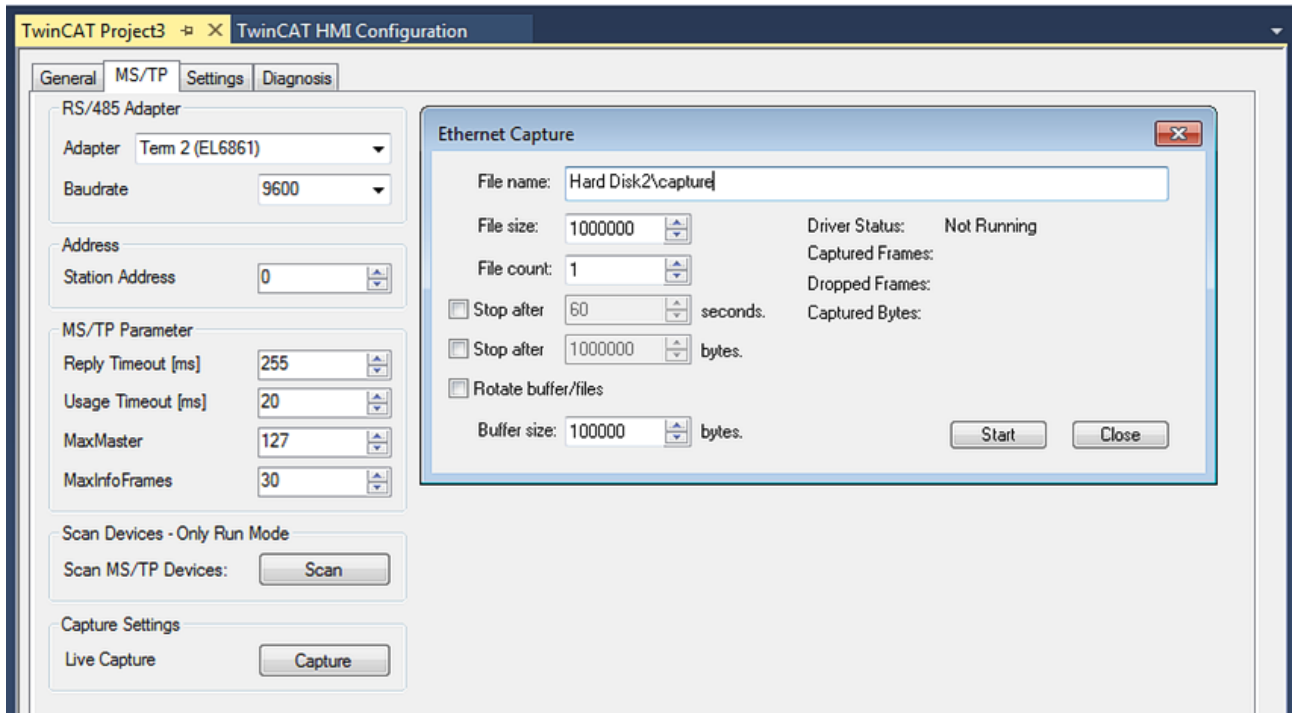 TwinCAT Project3 TwinCAT HMI Configuration
General MS/TP Settings Diagnosis
RS/485 Adapter
Adapter Term 2 (EL6861)
Baudrate 9600
Address
Station Address 0
MS/TP Parameter
Reply Timeout [ms] 255
Usage Timeout [ms] 20
MaxMaster 127
MaxInfoFrames 30
Scan Devices - Only Run Mode
Scan MS/TP Devices: Scan
Capture Settings
Live Capture Capture
Ethernet Capture
File name: Hard Disk2\capture
File size: 1000000
File count: 1
Stop after 60 seconds.
Stop after 1000000 bytes.
Rotate buffer/files
Buffer size: 100000 bytes.
Driver Status: Not Running
Captured Frames:
Dropped Frames:
Captured Bytes:
Start Close